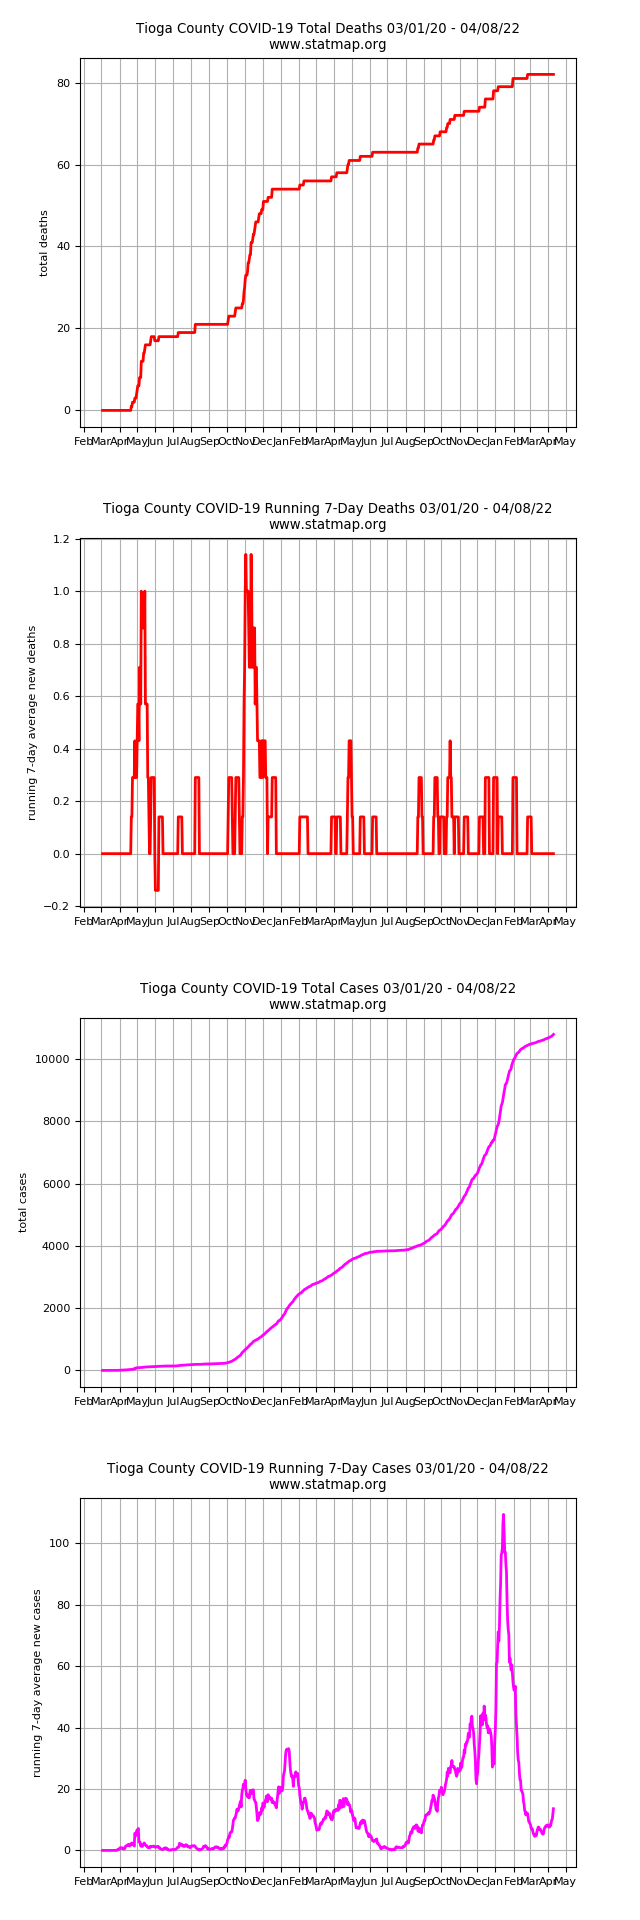 Tioga County COVID-19 Total Deaths 03/01/20 - 04/08/22
www.statmap.org
80
60
40
20
0
total deaths
Feb Mar Apr May Jun Jul Aug Sep Oct Nov Dec Jan Feb Mar Apr May Jun Jul Aug Sep Oct Nov Dec Jan Feb Mar Apr May
Tioga County COVID-19 Running 7-Day Deaths 03/01/20 - 04/08/22
www.statmap.org
1.2
1.0
0.8
0.6
0.4
0.2
0.0
−0.2
running 7-day average new deaths
Feb Mar Apr May Jun Jul Aug Sep Oct Nov Dec Jan Feb Mar Apr May Jun Jul Aug Sep Oct Nov Dec Jan Feb Mar Apr May
Tioga County COVID-19 Total Cases 03/01/20 - 04/08/22
www.statmap.org
10000
8000
6000
4000
2000
0
total cases
Feb Mar Apr May Jun Jul Aug Sep Oct Nov Dec Jan Feb Mar Apr May Jun Jul Aug Sep Oct Nov Dec Jan Feb Mar Apr May
Tioga County COVID-19 Running 7-Day Cases 03/01/20 - 04/08/22
www.statmap.org
100
80
60
40
20
0
running 7-day average new cases
Feb Mar Apr May Jun Jul Aug Sep Oct Nov Dec Jan Feb Mar Apr May Jun Jul Aug Sep Oct Nov Dec Jan Feb Mar Apr May